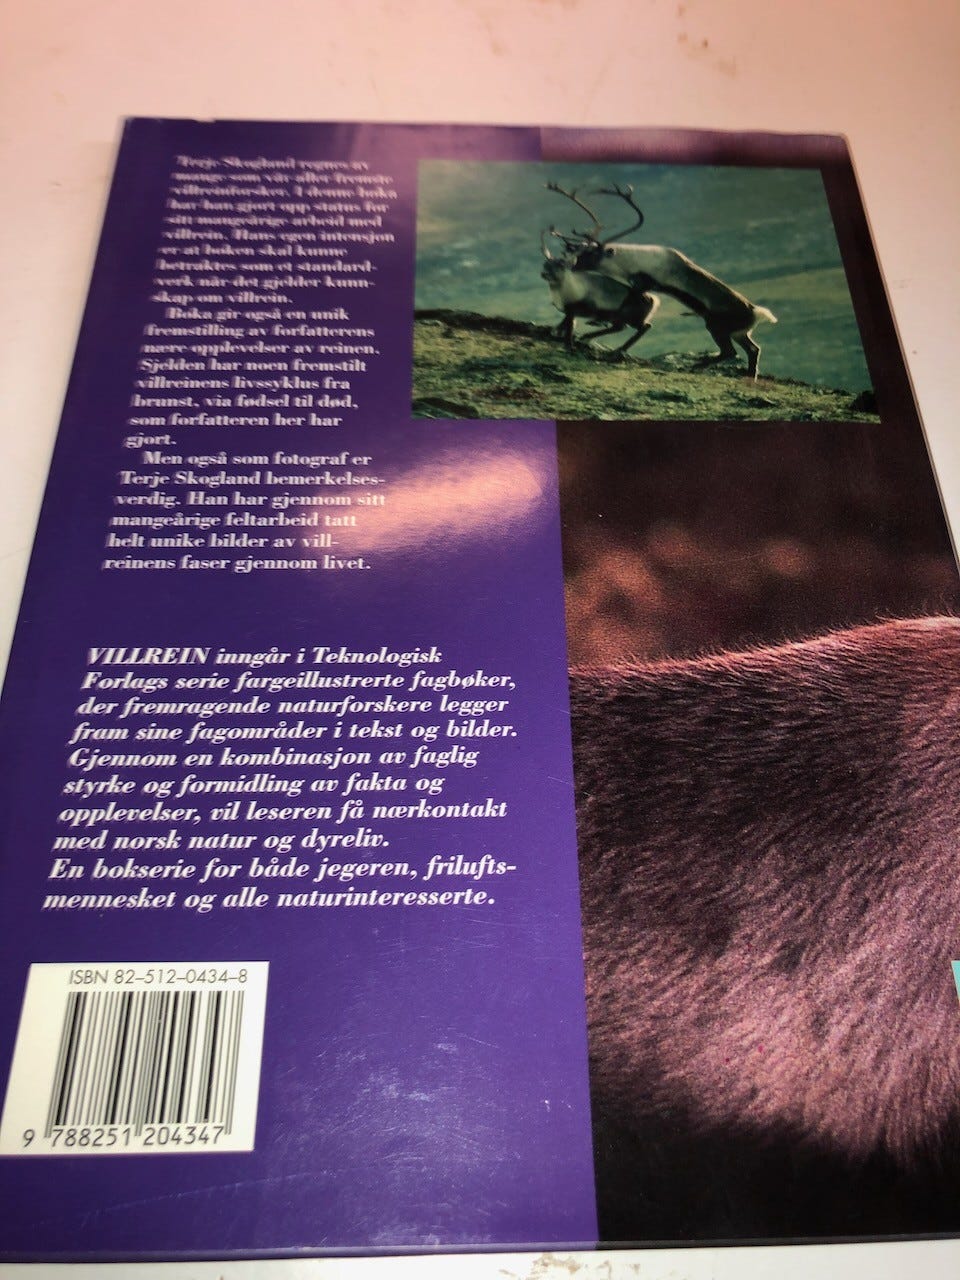 Terje Skogland regnes av
mange som vår aller fremste
villreinforsker. I denne boka
har han gjort opp status for
sitt mangeårige arbeid med
villrein. Hans egen intensjon
er at boken skal kunne
betraktes som et standard-
verk når det gjelder kunn-
skap om villrein.
Boka gir også en unik
fremstilling av forfatterens
nære opplevelser av reinen.
Sjelden har noen fremstilt
villreinens livssyklus fra
brunst, via fødsel til død,
som forfatteren her har
gjort.
Men også som fotograf er
Terje Skogland bemerkelses-
verdig. Han har gjennom sitt
mangeårige feltarbeid tatt
helt unike bilder av vill-
reinens faser gjennom livet.
VILLREIN inngår i Teknologisk
Forlags serie fargeillustrerte fagbøker,
der fremragende naturforskere legger
fram sine fagområder i tekst og bilder.
Gjennom en kombinasjon av faglig
styrke og formidling av fakta og
opplevelser, vil leseren få nærkontakt
med norsk natur og dyreliv.
En bokserie for både jegeren, frilufts-
mennesket og alle naturinteresserte.
ISBN 82-512-0434-8
9 788251 204347